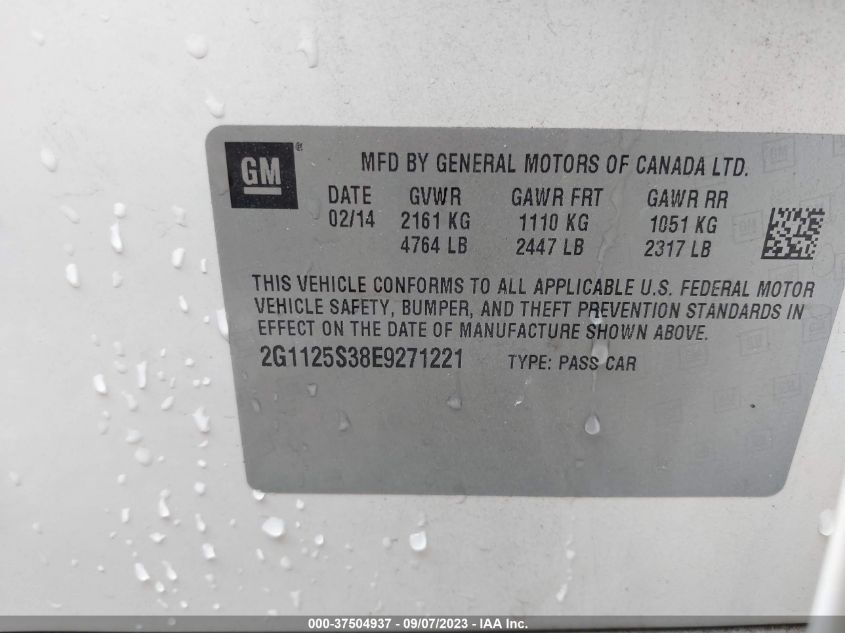 GM®
MFD BY GENERAL MOTORS OF CANADA LTD.
DATE GVWR GAWR FRT GAWR RR
02/14 2161 KG 1110 KG 1051 KG
4764 LB 2447 LB 2317 LB
THIS VEHICLE CONFORMS TO ALL APPLICABLE U.S. FEDERAL MOTOR
VEHICLE SAFETY, BUMPER, AND THEFT PREVENTION STANDARDS IN
EFFECT ON THE DATE OF MANUFACTURE SHOWN ABOVE.
2G1125S38E9271221 TYPE: PASS CAR
000-37504937 - 09/07/2023 - IAA Inc.